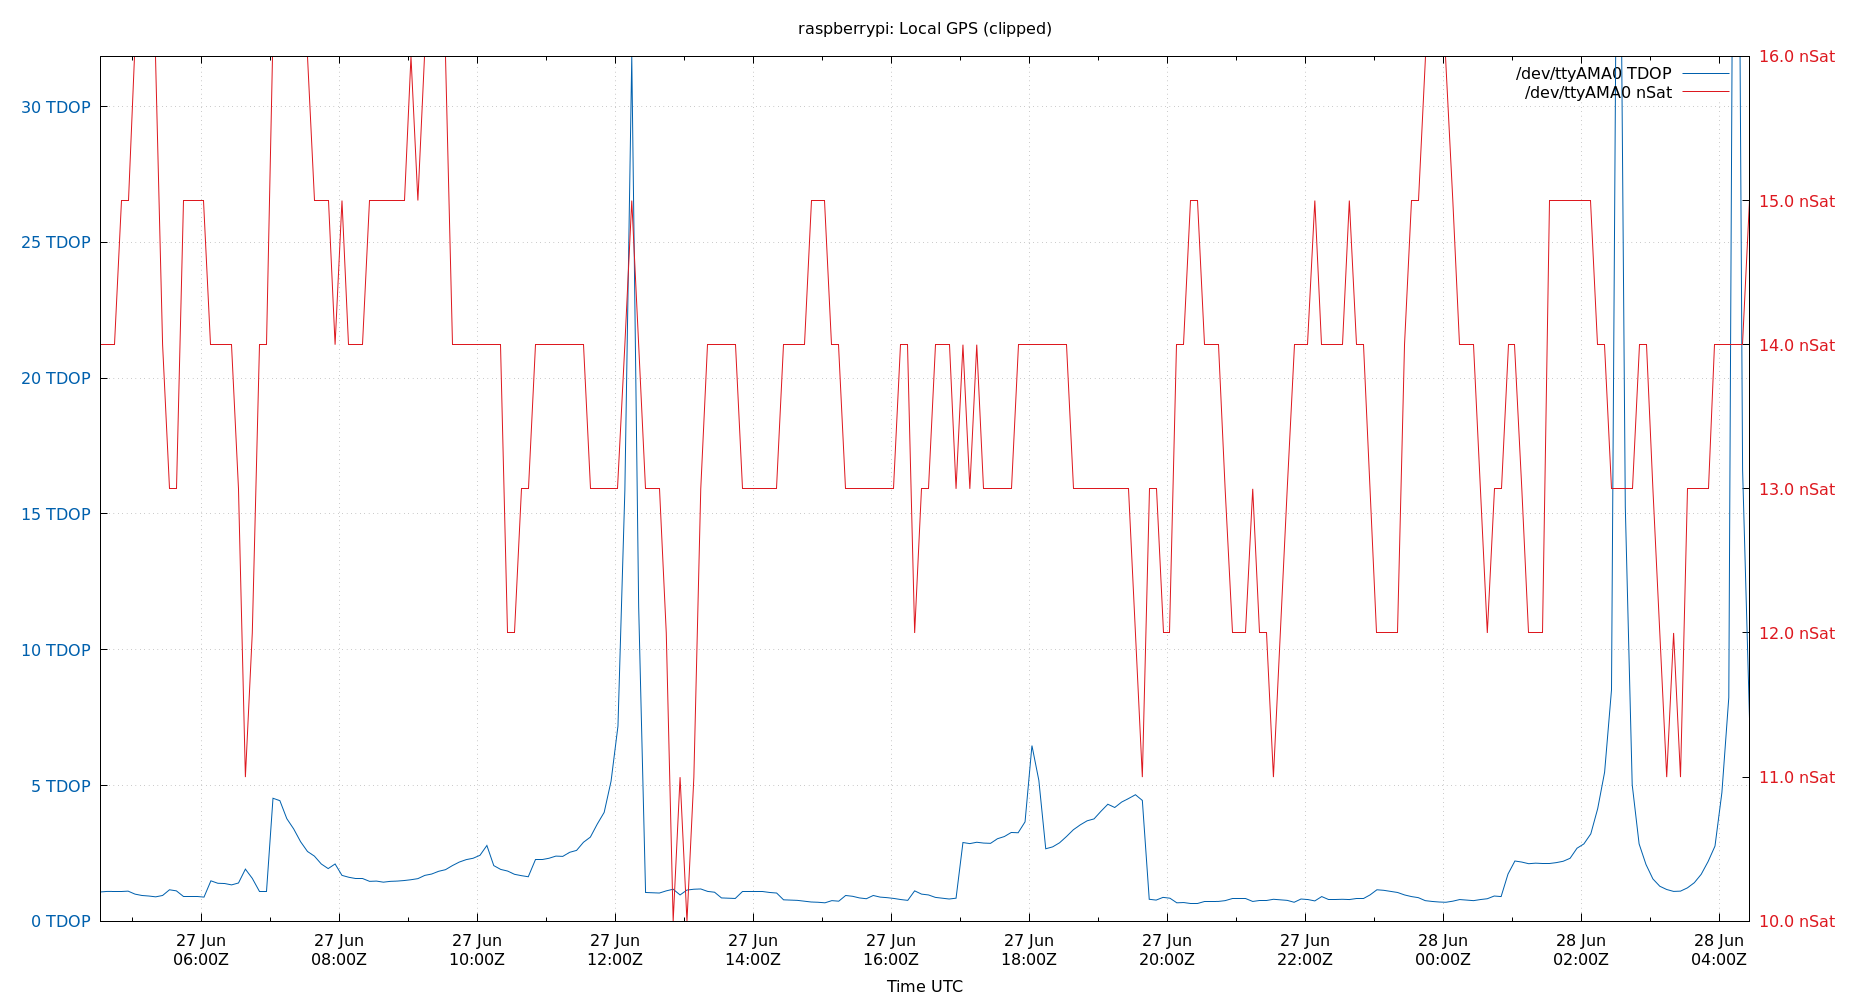 raspberrypi: Local GPS (clipped)
/dev/ttyAMA0 TDOP
/dev/ttyAMA0 nSat
30 TDOP
25 TDOP
20 TDOP
15 TDOP
10 TDOP
5 TDOP
0 TDOP
16.0 nSat
15.0 nSat
14.0 nSat
13.0 nSat
12.0 nSat
11.0 nSat
10.0 nSat
27 Jun 27 Jun 27 Jun 27 Jun 27 Jun 27 Jun 27 Jun 27 Jun 27 Jun 28 Jun 28 Jun 28 Jun
06:00Z 08:00Z 10:00Z 12:00Z 14:00Z 16:00Z 18:00Z 20:00Z 22:00Z 00:00Z 02:00Z 04:00Z
Time UTC